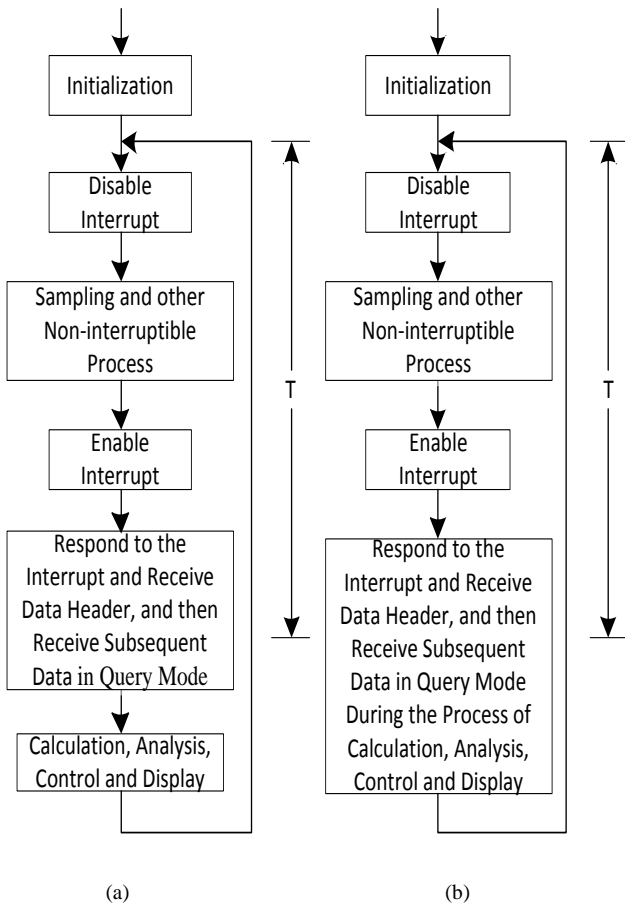 Initialization
Disable
Interrupt
Sampling and other
Non-interruptible
Process
Enable
Interrupt
Respond to the
Interrupt and Receive
Data Header, and then
Receive Subsequent
Data in Query Mode
Calculation, Analysis,
Control and Display
T
(a)
Initialization
Disable
Interrupt
Sampling and other
Non-interruptible
Process
Enable
Interrupt
Respond to the
Interrupt and Receive
Data Header, and then
Receive Subsequent
Data in Query Mode
During the Process of
Calculation, Analysis,
Control and Display
T
(b)